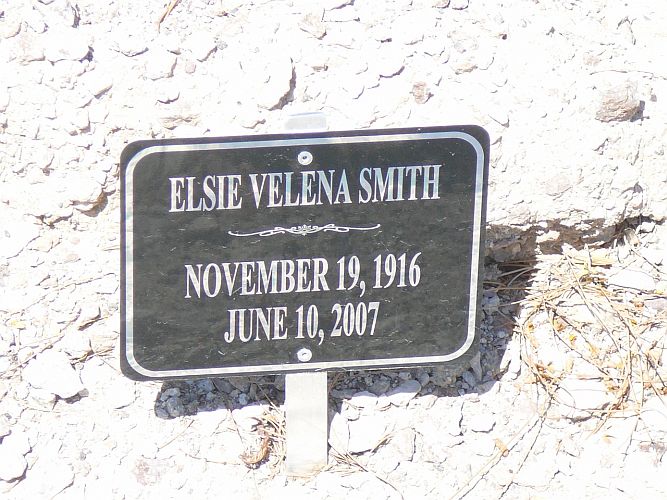 ELSIE VELENA SMITH
NOVEMBER 19, 1916
JUNE 10, 2007